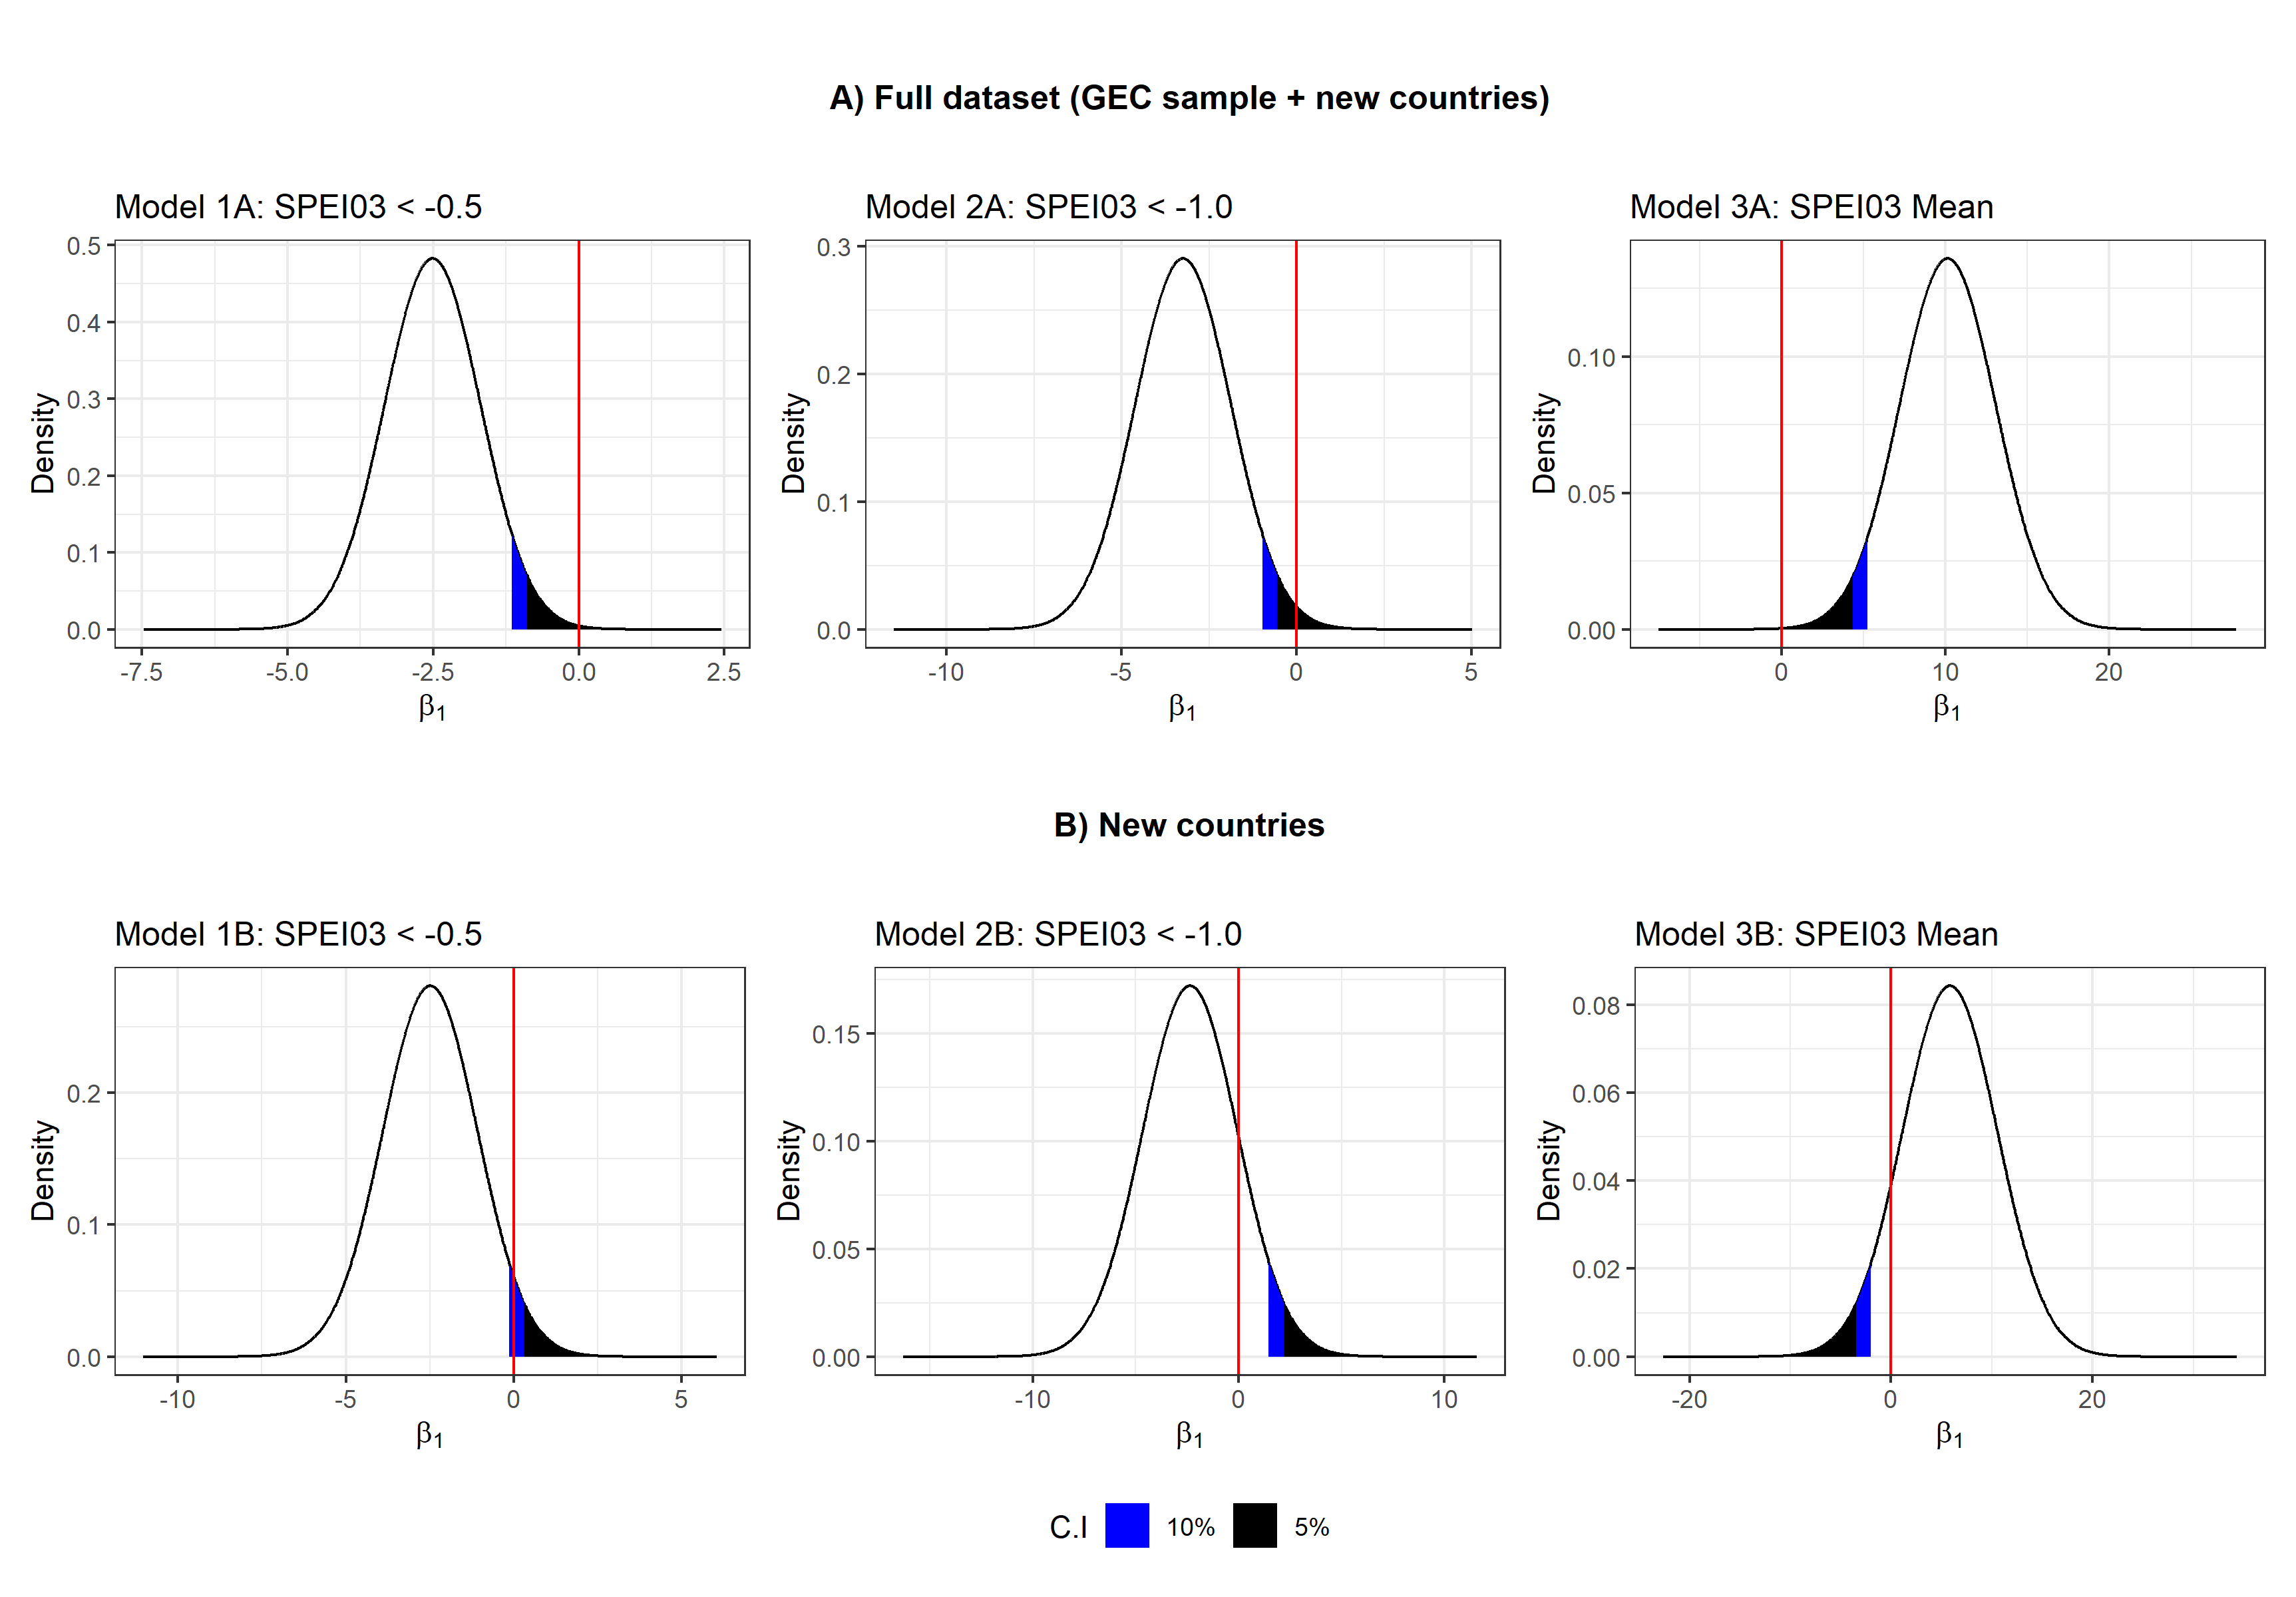 A) Full dataset (GEC sample + new countries)
Model 1A: SPEI03 < -0.5
Model 2A: SPEI03 < -1.0
Model 3A: SPEI03 Mean
Density
0.5
0.4
0.3
0.2
0.1
0.0
-7.5 -5.0 -2.5 0.0 2.5
β1
Density
0.3
0.2
0.1
0.0
-10 -5 0 5
β1
Density
0.10
0.05
0.00
0 10 20
β1
B) New countries
Model 1B: SPEI03 < -0.5
Model 2B: SPEI03 < -1.0
Model 3B: SPEI03 Mean
Density
0.2
0.1
0.0
-10 -5 0 5
β1
Density
0.15
0.10
0.05
0.00
-10 0 10
β1
Density
0.08
0.06
0.04
0.02
0.00
-20 0 20
β1
C.I 10% 5%